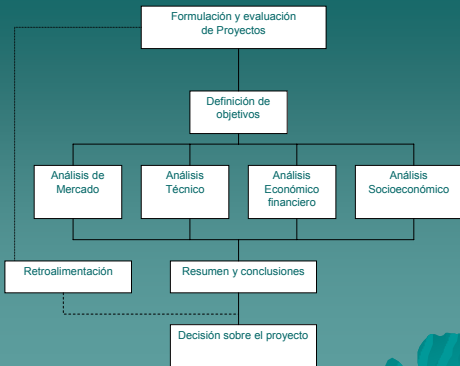 Formulación y evaluación
de Proyectos
Definición de
objetivos
Análisis de
Mercado
Análisis
Técnico
Análisis
Económico
financiero
Análisis
Socioeconómico
Retroalimentación
Resumen y conclusiones
Decisión sobre el proyecto